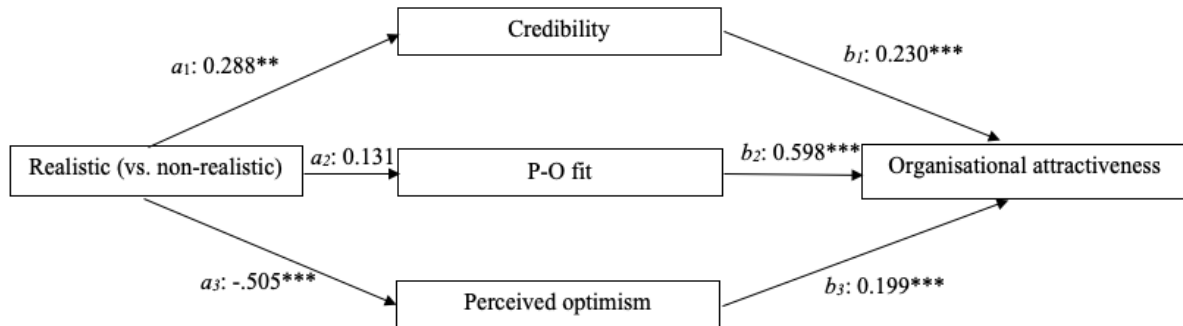 Credibility
a1: 0.288**
b1: 0.230***
Realistic (vs. non-realistic)
a2: 0.131
P-O fit
b2: 0.598***
Organisational attractiveness
a3: -.505***
Perceived optimism
b3: 0.199***